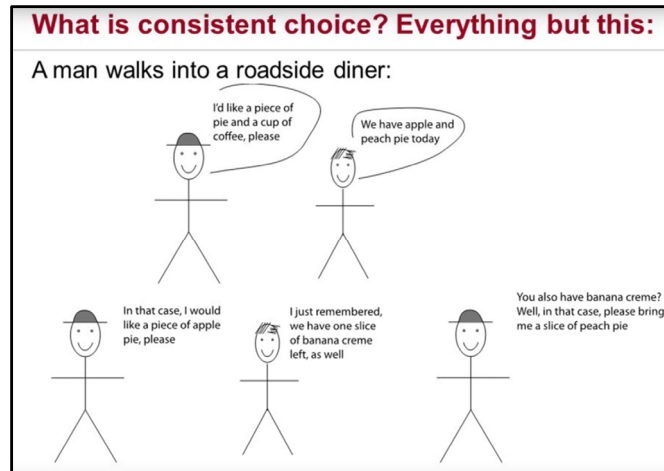 What is consistent choice? Everything but this:
A man walks into a roadside diner:
I'd like a piece of
pie and a cup of
coffee, please
We have apple and
peach pie today
In that case, I would
like a piece of apple
pie, please
I just remembered,
we have one slice
of banana creme
left, as well
You also have banana creme?
Well, in that case, please bring
me a slice of peach pie